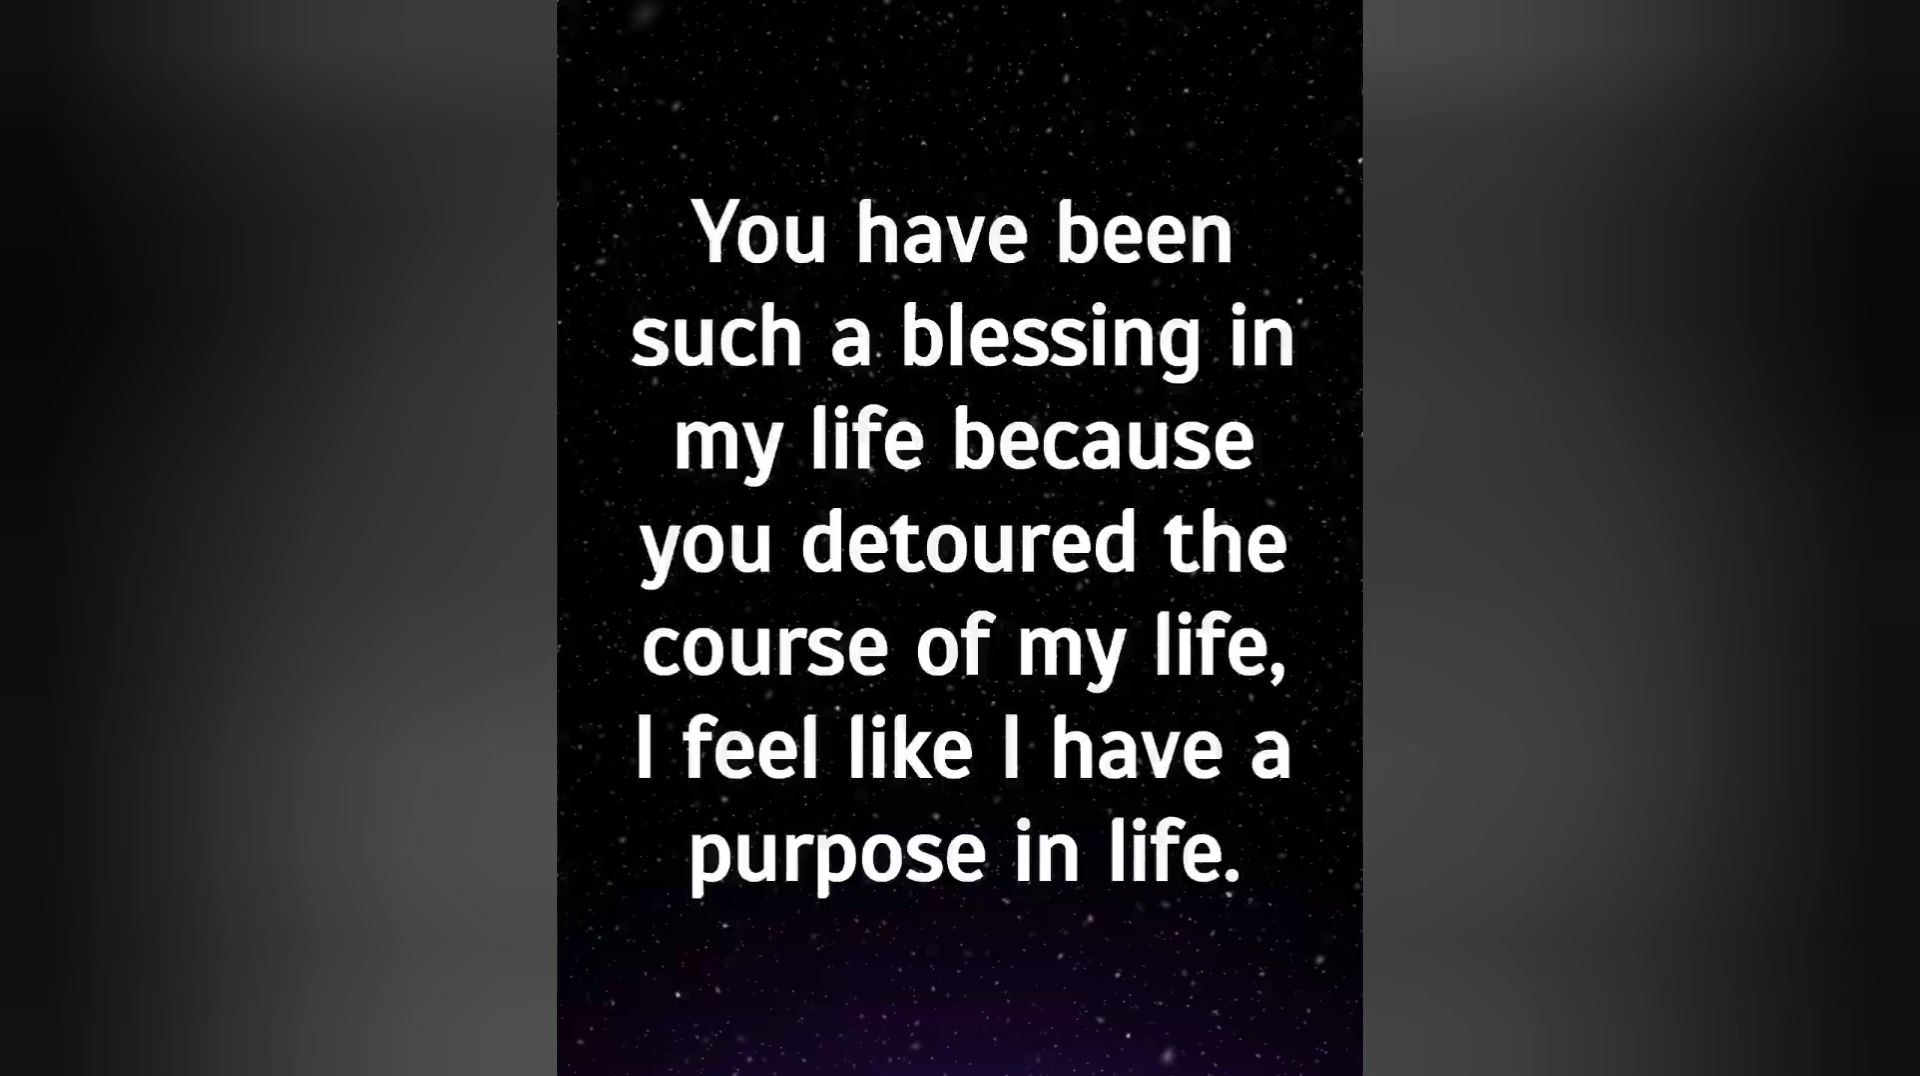 You have been
such a blessing in
my life because
you detoured the
course of my life,
I feel like I have a
purpose in life.